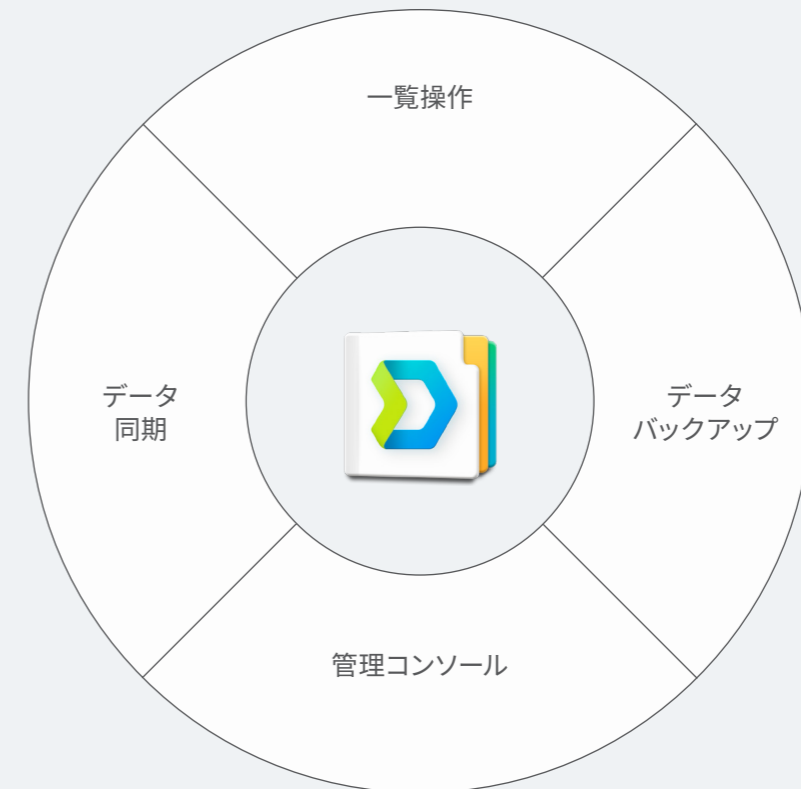 一覧操作
データ
同期
データ
バックアップ
管理コンソール